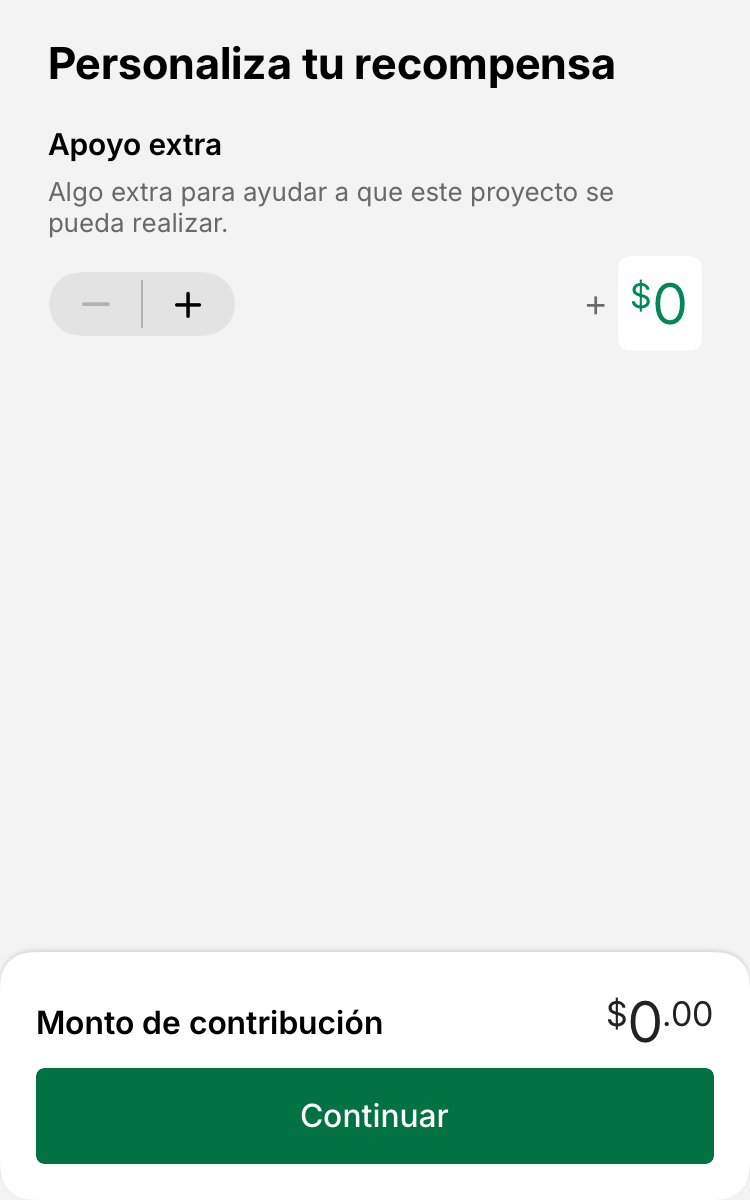 Personaliza tu recompensa
Apoyo extra
Algo extra para ayudar a que este proyecto se
pueda realizar.
+ $0
Monto de contribución $0.00
Continuar